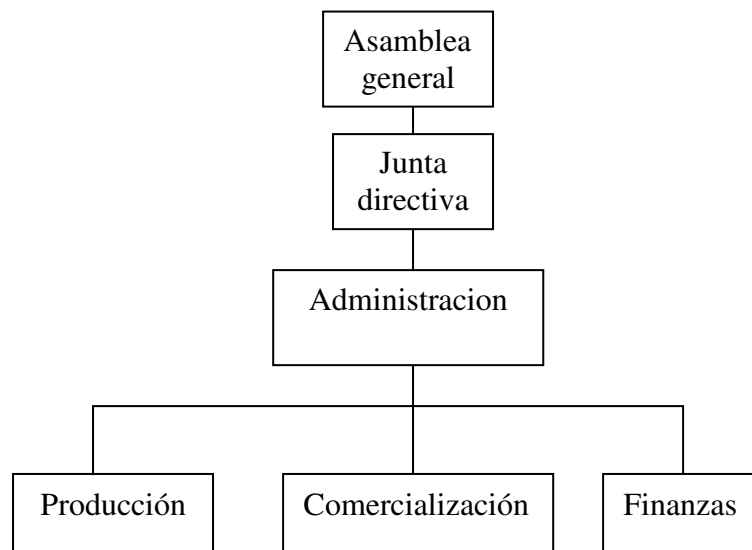 Asamblea
general
Junta
directiva
Administracion
Producción
Comercialización
Finanzas